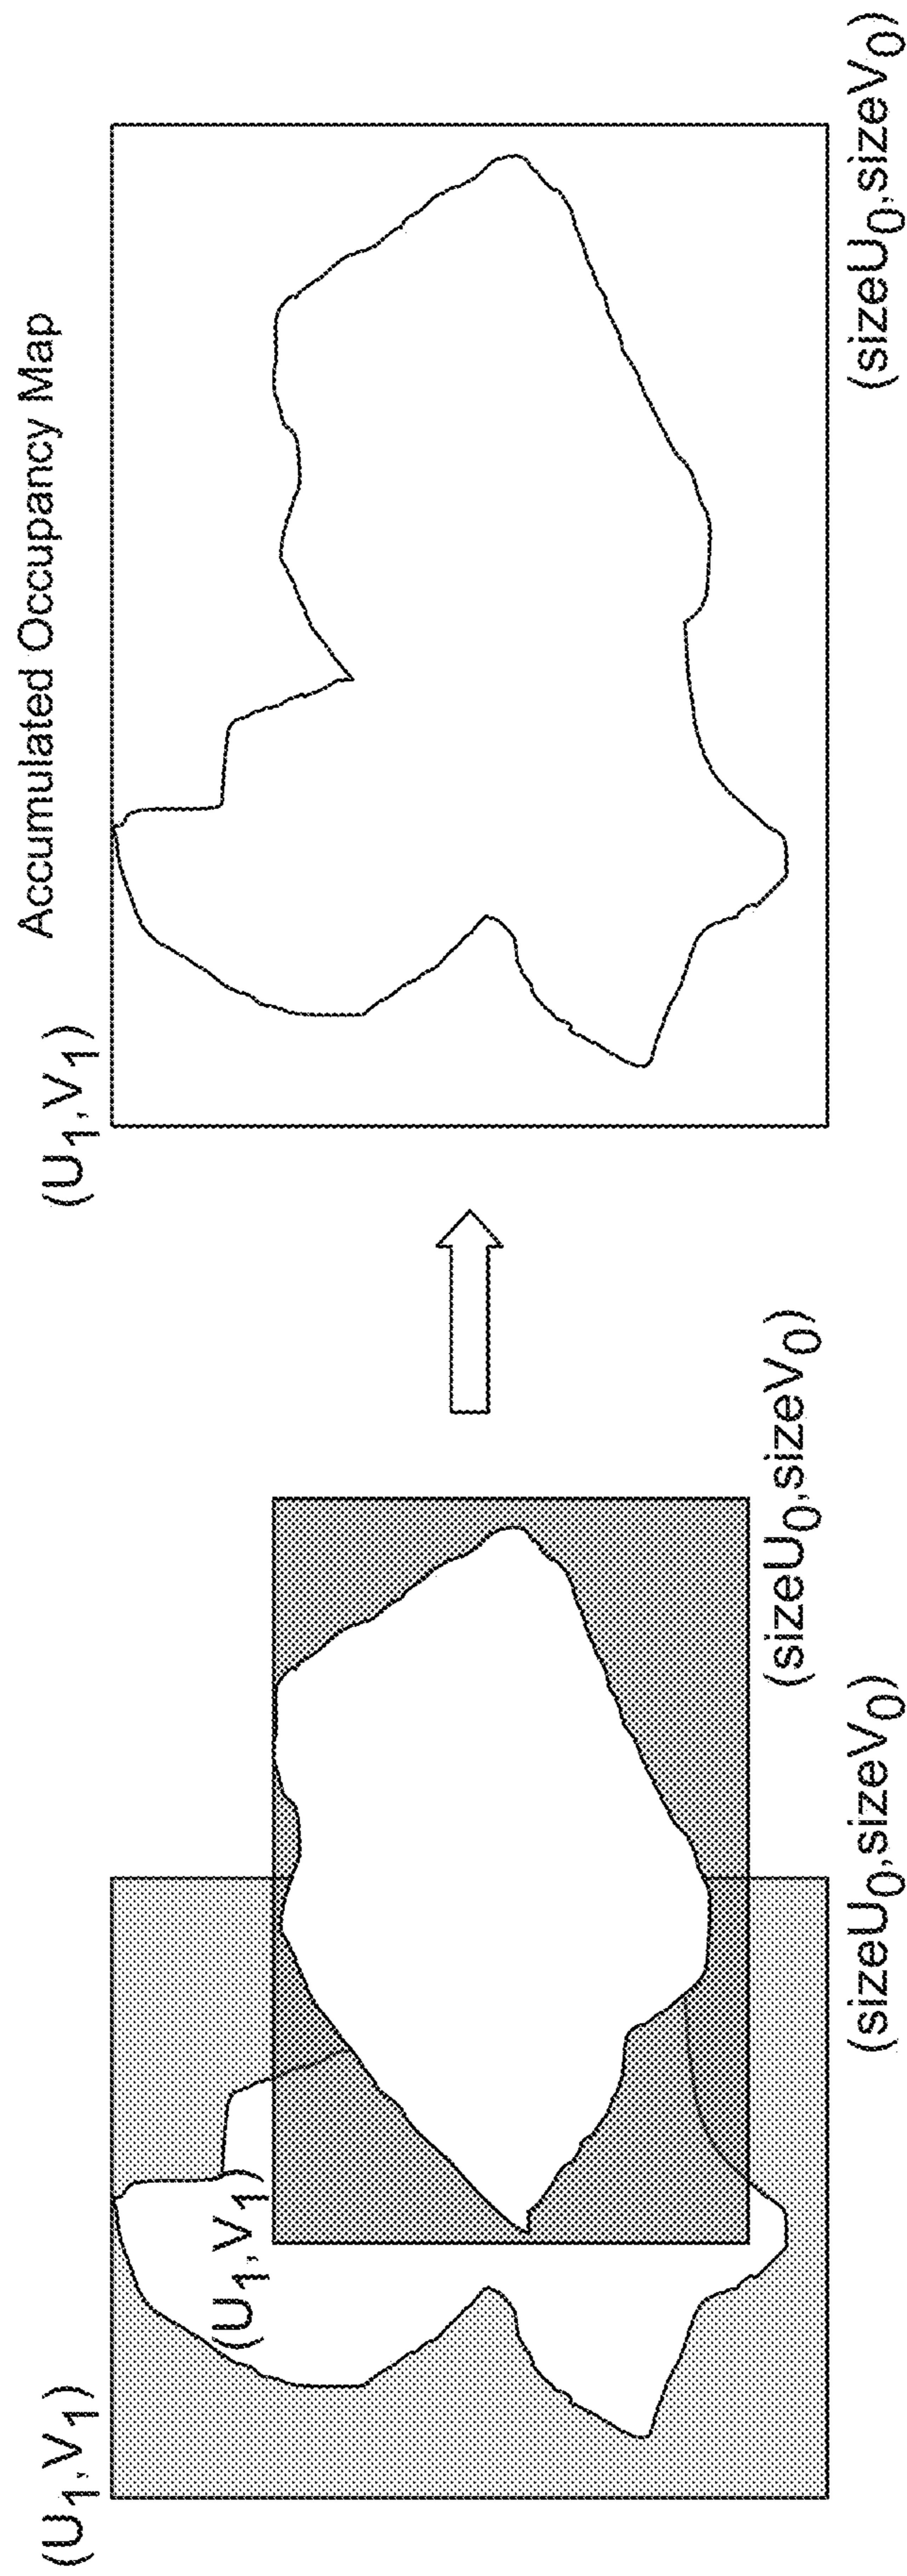 (U₁,V₁)
(U₁,V₁)
(sizeU₀,sizeV₀)
(sizeU₀,sizeV₀)
Accumulated Occupancy Map
(U₁,V₁)
(sizeU₀,sizeV₀)